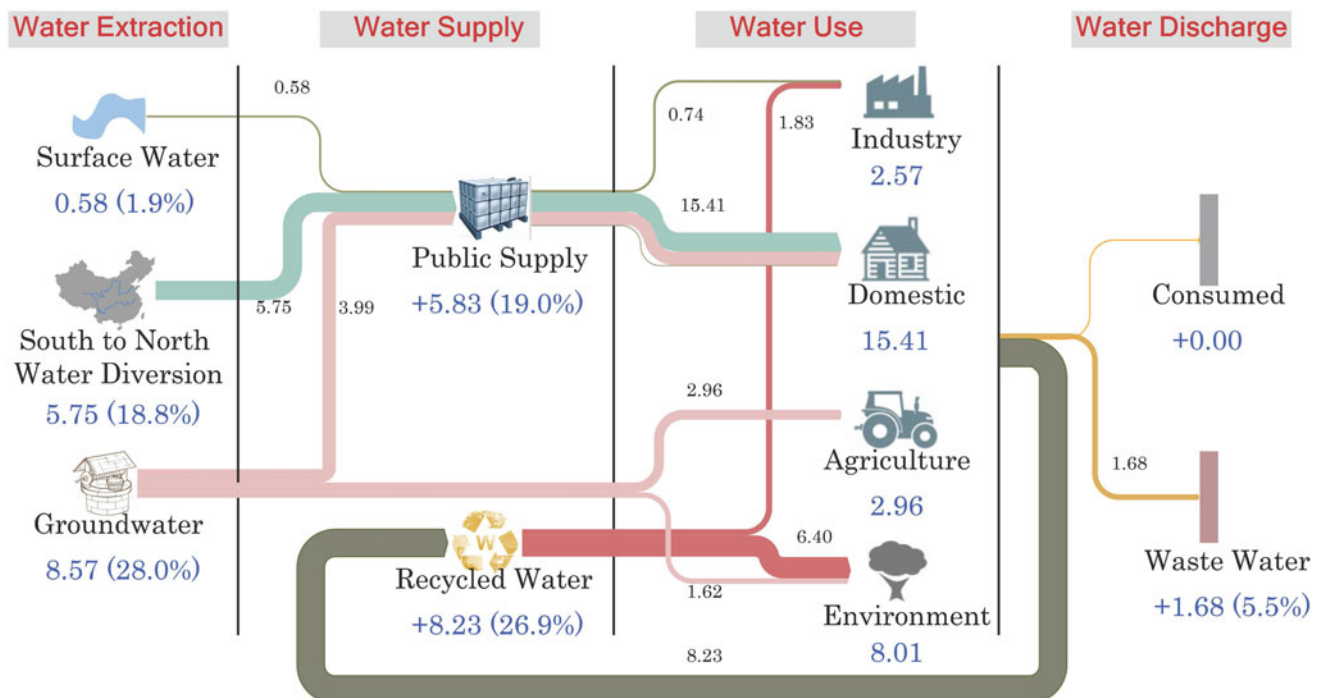 Water Extraction
Water Supply
Water Use
Water Discharge
0.58
Surface Water
0.58 (1.9%)
5.75
South to North
Water Diversion
5.75 (18.8%)
3.99
Groundwater
8.57 (28.0%)
Public Supply
+5.83 (19.0%)
W
Recycled Water
+8.23 (26.9%)
0.74
1.83
15.41
2.96
6.40
1.62
8.23
Industry
2.57
Domestic
15.41
Agriculture
2.96
Environment
8.01
Consumed
+0.00
1.68
Waste Water
+1.68 (5.5%)